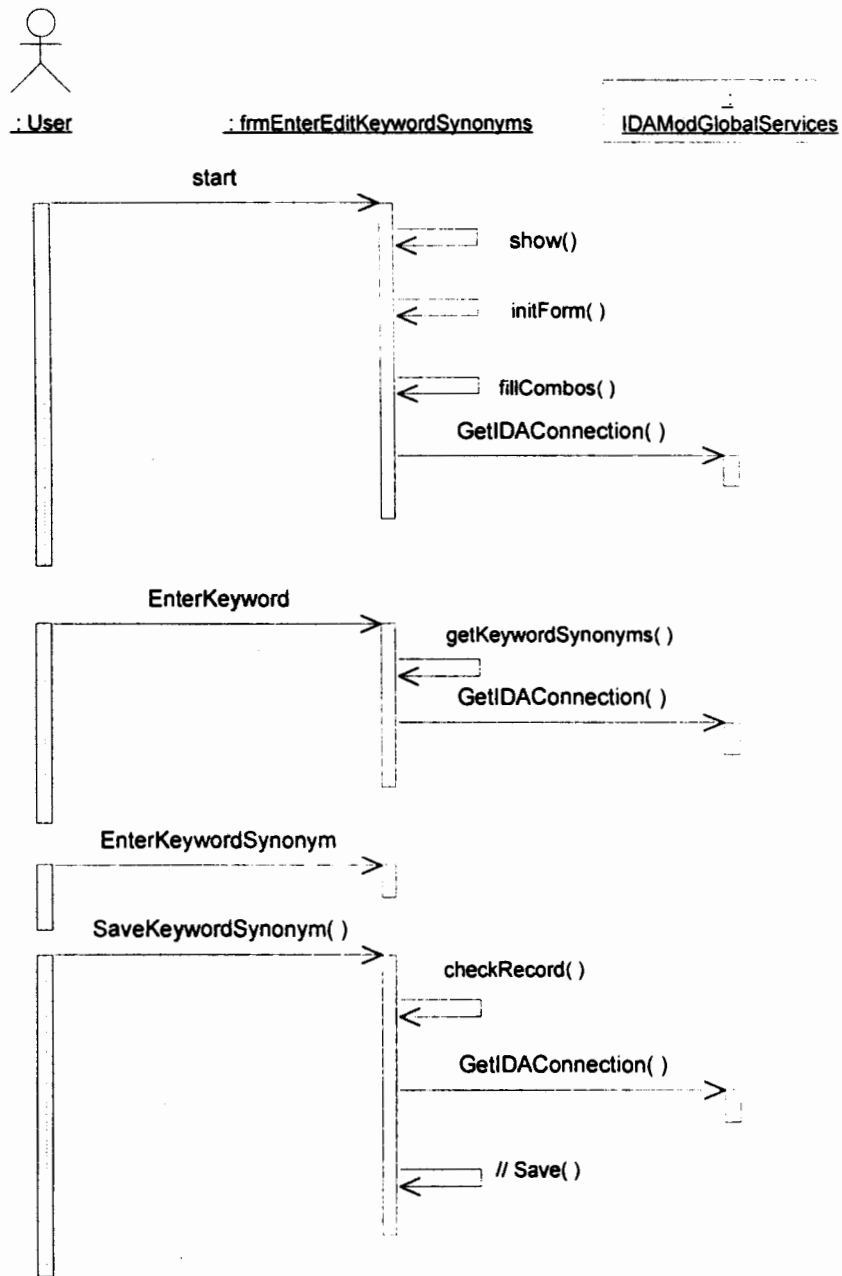 : User
: frmEnterEditKeywordSynonyms
:
IDAModGlobalServices
start
show()
initForm( )
fillCombos( )
GetIDAConnection( )
EnterKeyword
getKeywordSynonyms( )
GetIDAConnection( )
EnterKeywordSynonym
SaveKeywordSynonym( )
checkRecord( )
GetIDAConnection( )
// Save( )